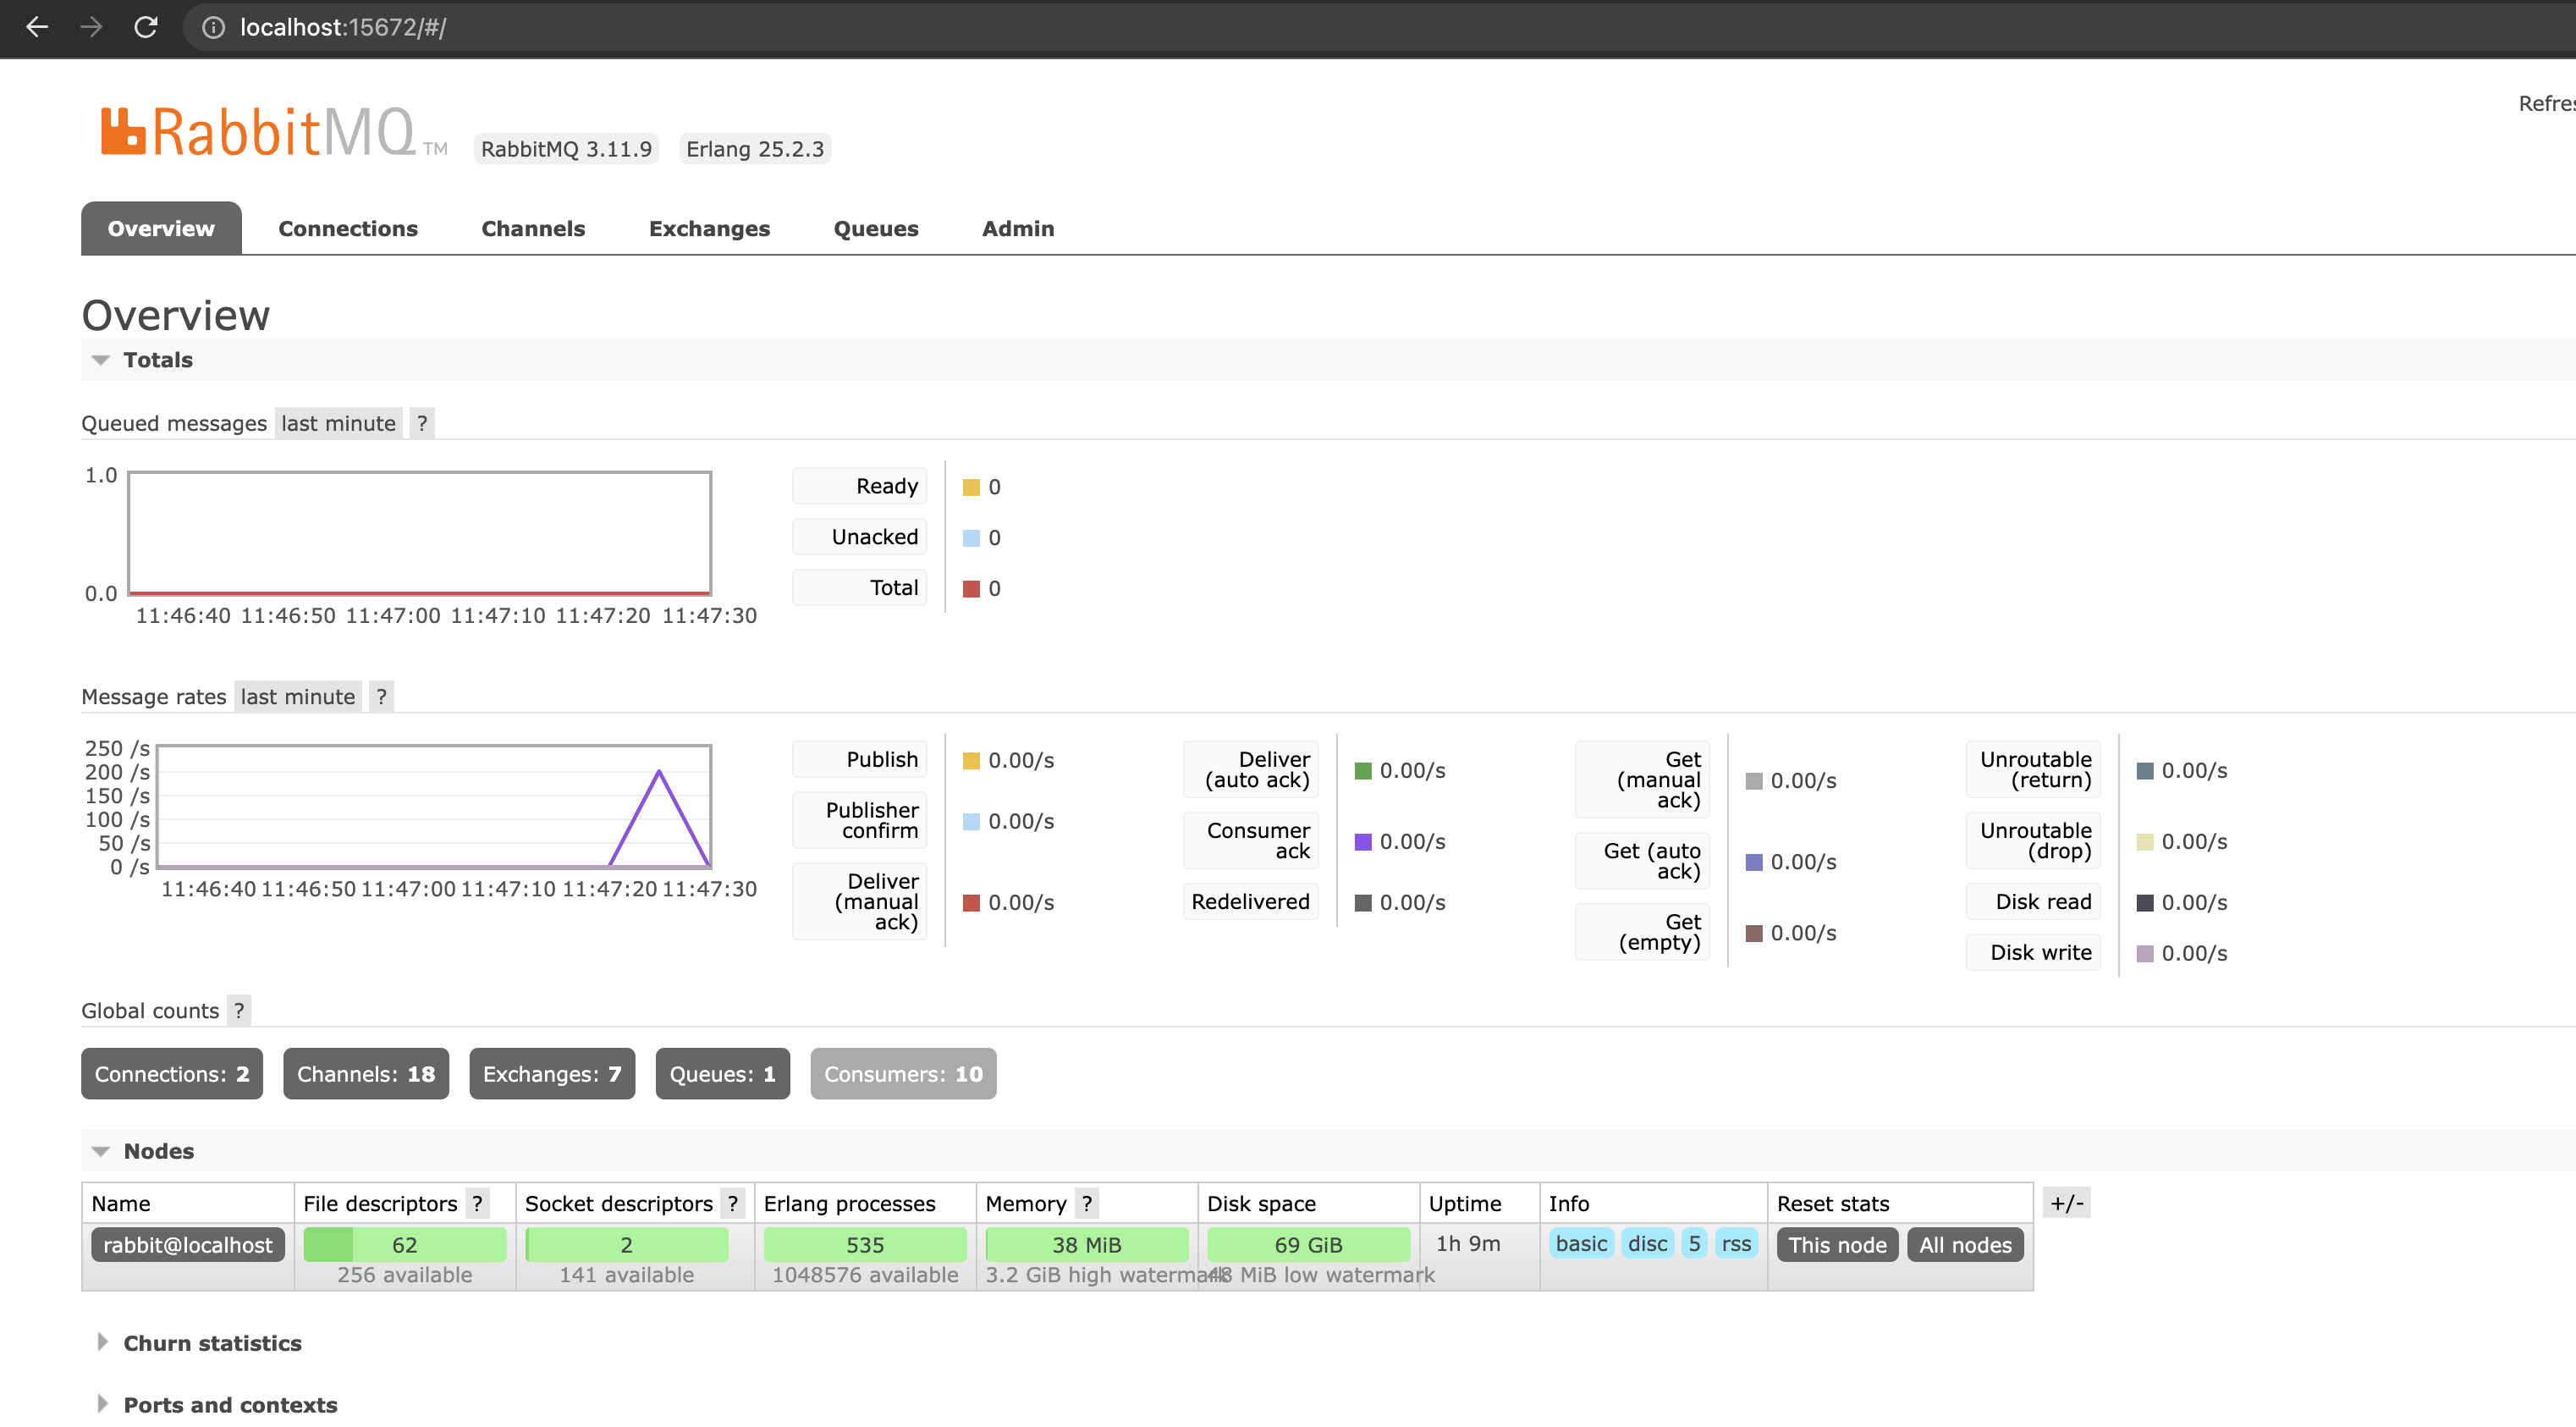 localhost:15672/#/
Refres
RabbitMQ TM RabbitMQ 3.11.9 Erlang 25.2.3
Overview Connections Channels Exchanges Queues Admin
Overview
Totals
Queued messages last minute ?
1.0
0.0
11:46:40 11:46:50 11:47:00 11:47:10 11:47:20 11:47:30
Ready 0
Unacked 0
Total 0
Message rates last minute ?
250 /s
200 /s
150 /s
100 /s
50 /s
0 /s
11:46:40 11:46:50 11:47:00 11:47:10 11:47:20 11:47:30
Publish 0.00/s
Publisher
confirm 0.00/s
Deliver
(manual 0.00/s
ack)
Deliver
(auto ack) 0.00/s
Consumer
ack 0.00/s
Redelivered 0.00/s
Get
(manual 0.00/s
ack)
Get (auto
ack) 0.00/s
Get
(empty) 0.00/s
Unroutable
(return) 0.00/s
Unroutable
(drop) 0.00/s
Disk read 0.00/s
Disk write 0.00/s
Global counts ?
Connections: 2 Channels: 18 Exchanges: 7 Queues: 1 Consumers: 10
Nodes
Name File descriptors ? Socket descriptors ? Erlang processes Memory ? Disk space Uptime Info Reset stats +/-
rabbit@localhost 62 2 535 38 MiB 69 GiB 1h 9m basic disc 5 rss This node All nodes
256 available 141 available 1048576 available 3.2 GiB high watermark 48 MiB low watermark
Churn statistics
Ports and contexts